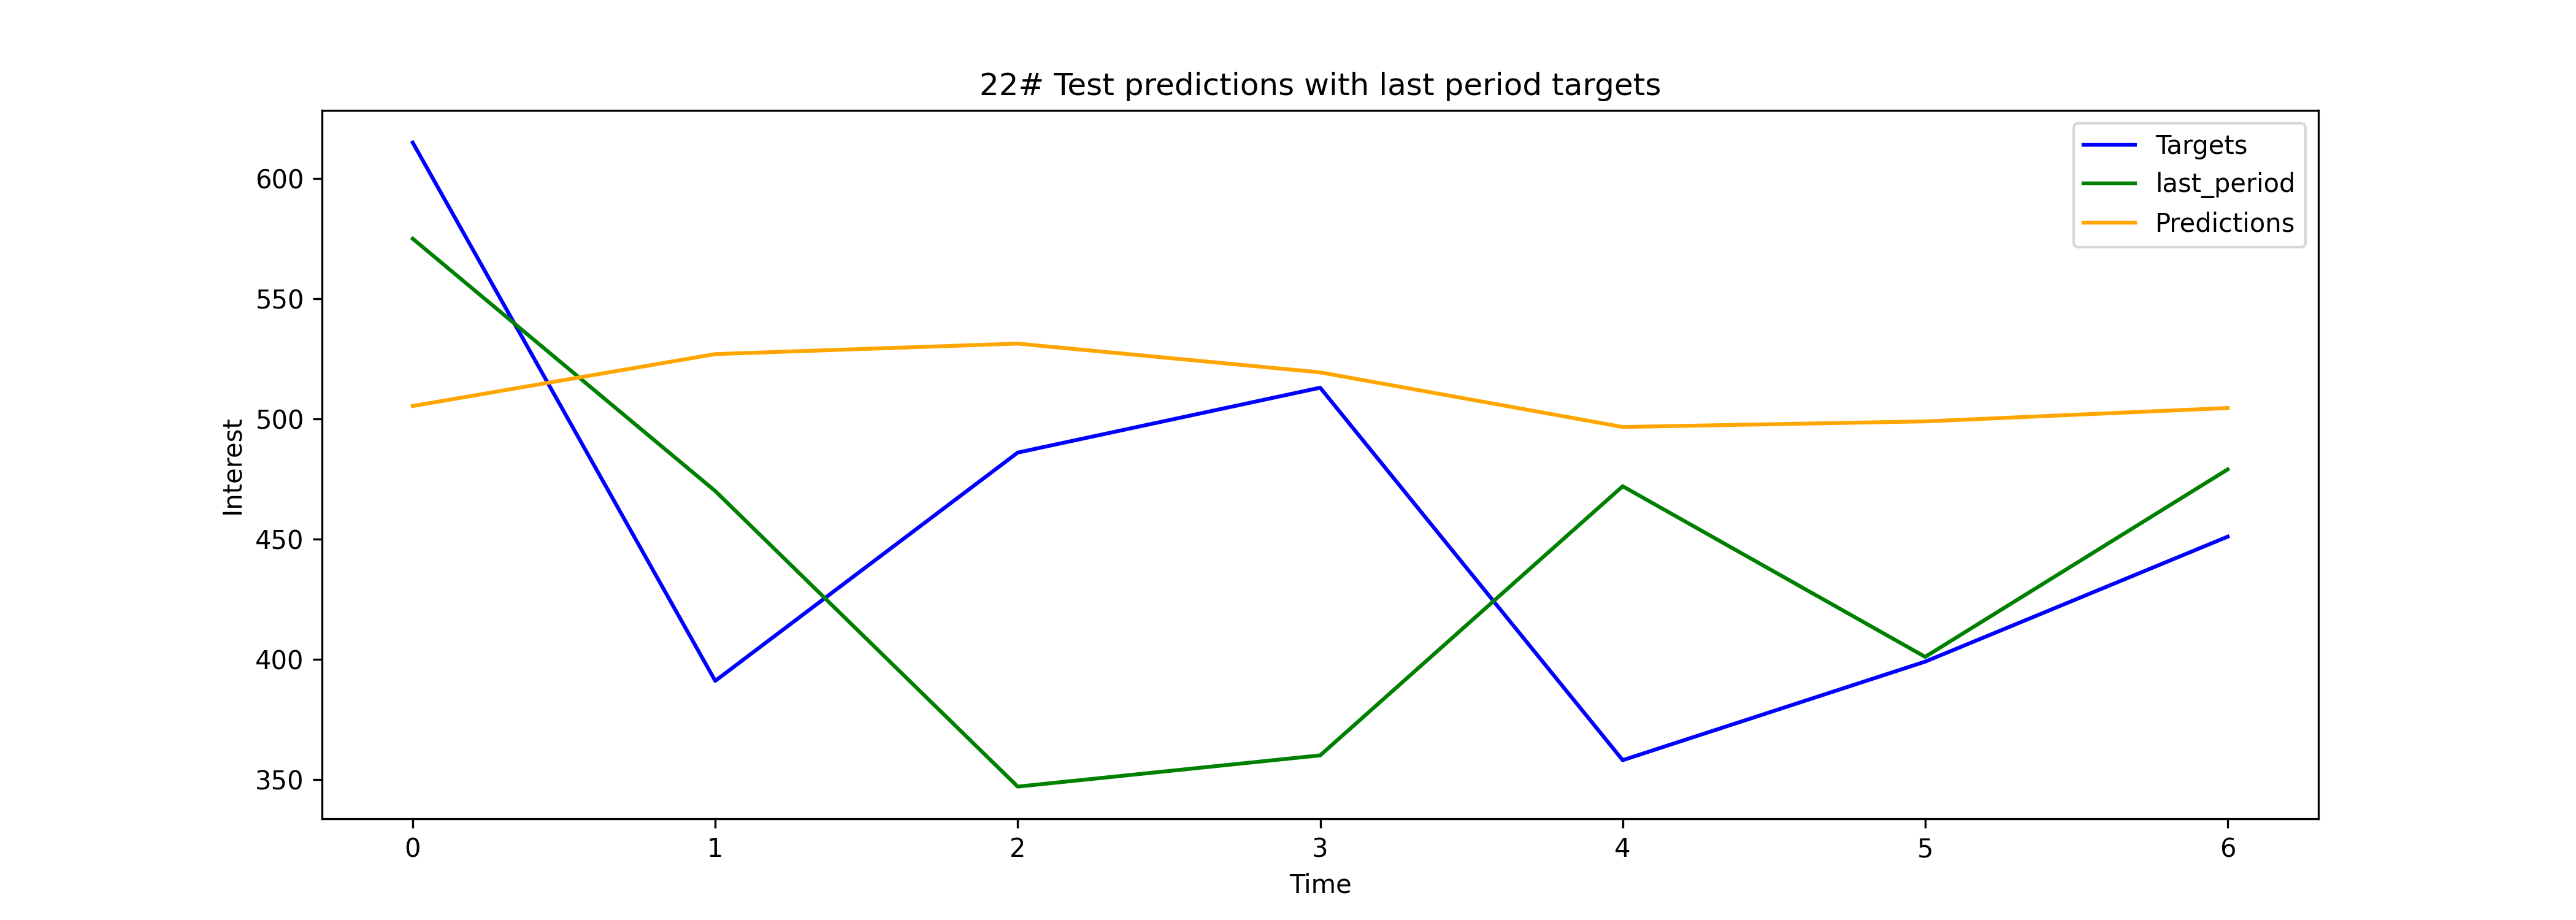 22# Test predictions with last period targets
Targets
last_period
Predictions
Interest
600
550
500
450
400
350
0 1 2 3 4 5 6
Time